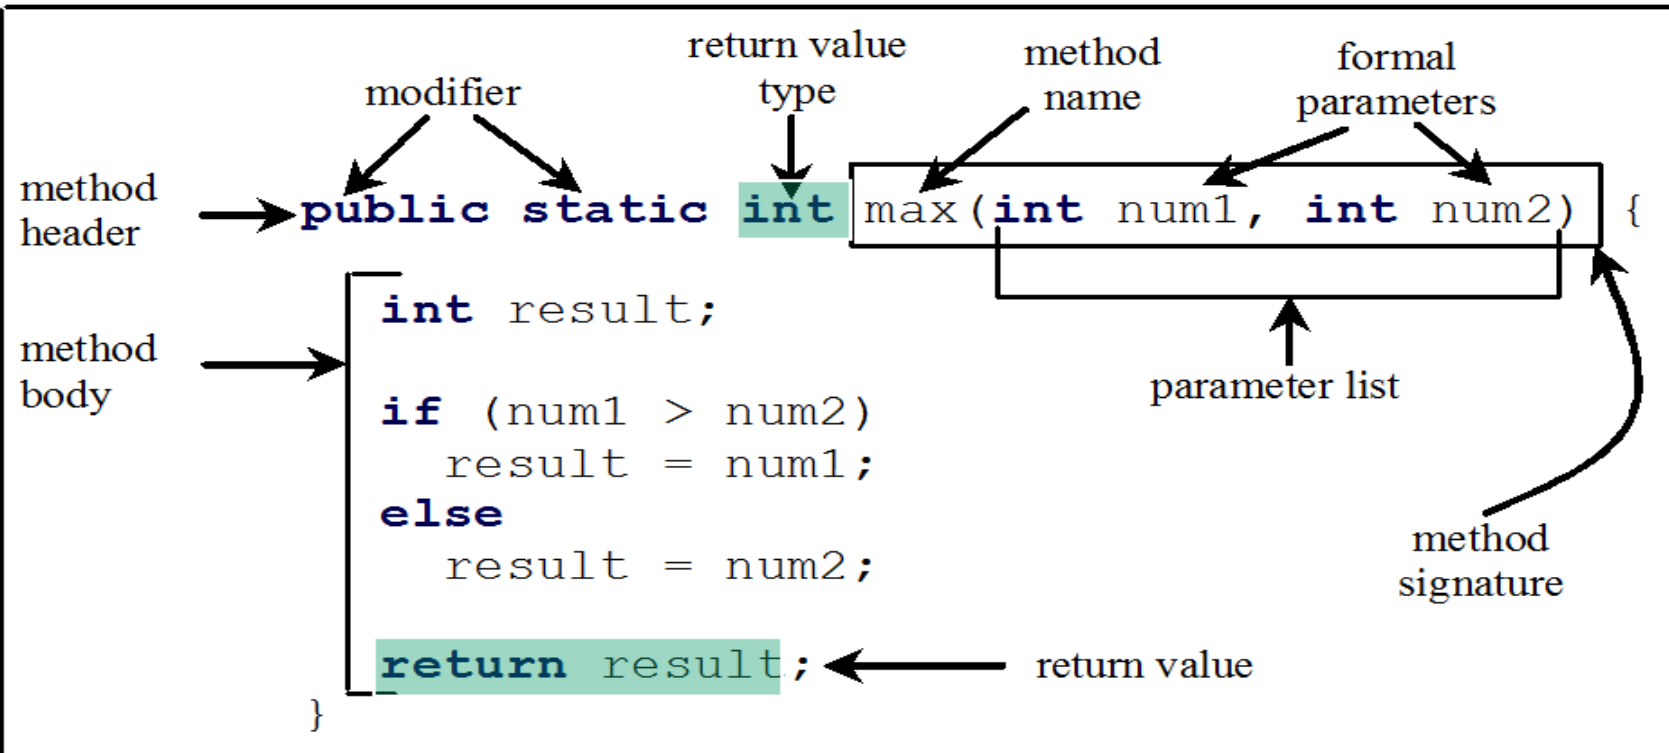 return value
type
method
name
formal
parameters
modifier
method
header
public static int max(int num1, int num2) {
int result;
method
body
parameter list
if (num1 > num2)
result = num1;
else
result = num2;
method
signature
return result;
return value
}